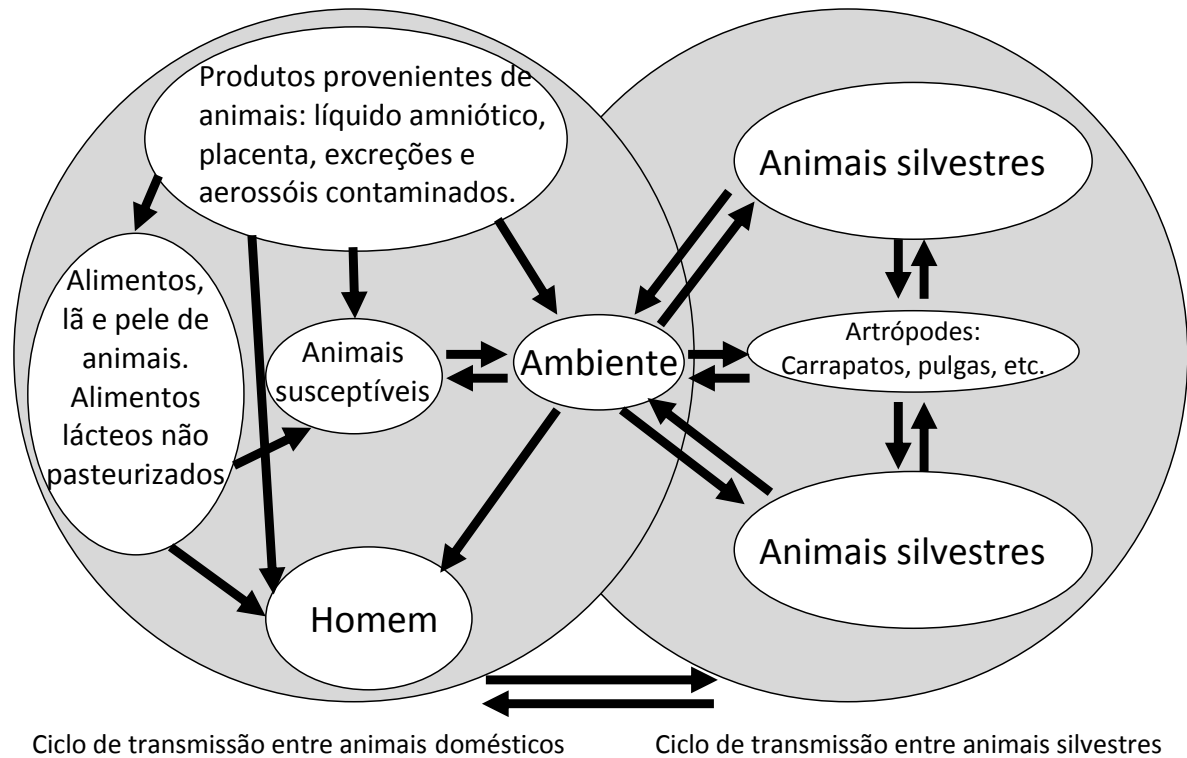 Produtos provenientes de
animais: líquido amniótico,
placenta, excreções e
aerossóis contaminados.
Animais silvestres
Alimentos,
lã e pele de
animais.
Alimentos
lácteos não
pasteurizados
Animais
susceptíveis
Ambiente
Artrópodes:
Carrapatos, pulgas, etc.
Animais silvestres
Homem
Ciclo de transmissão entre animais domésticos
Ciclo de transmissão entre animais silvestres